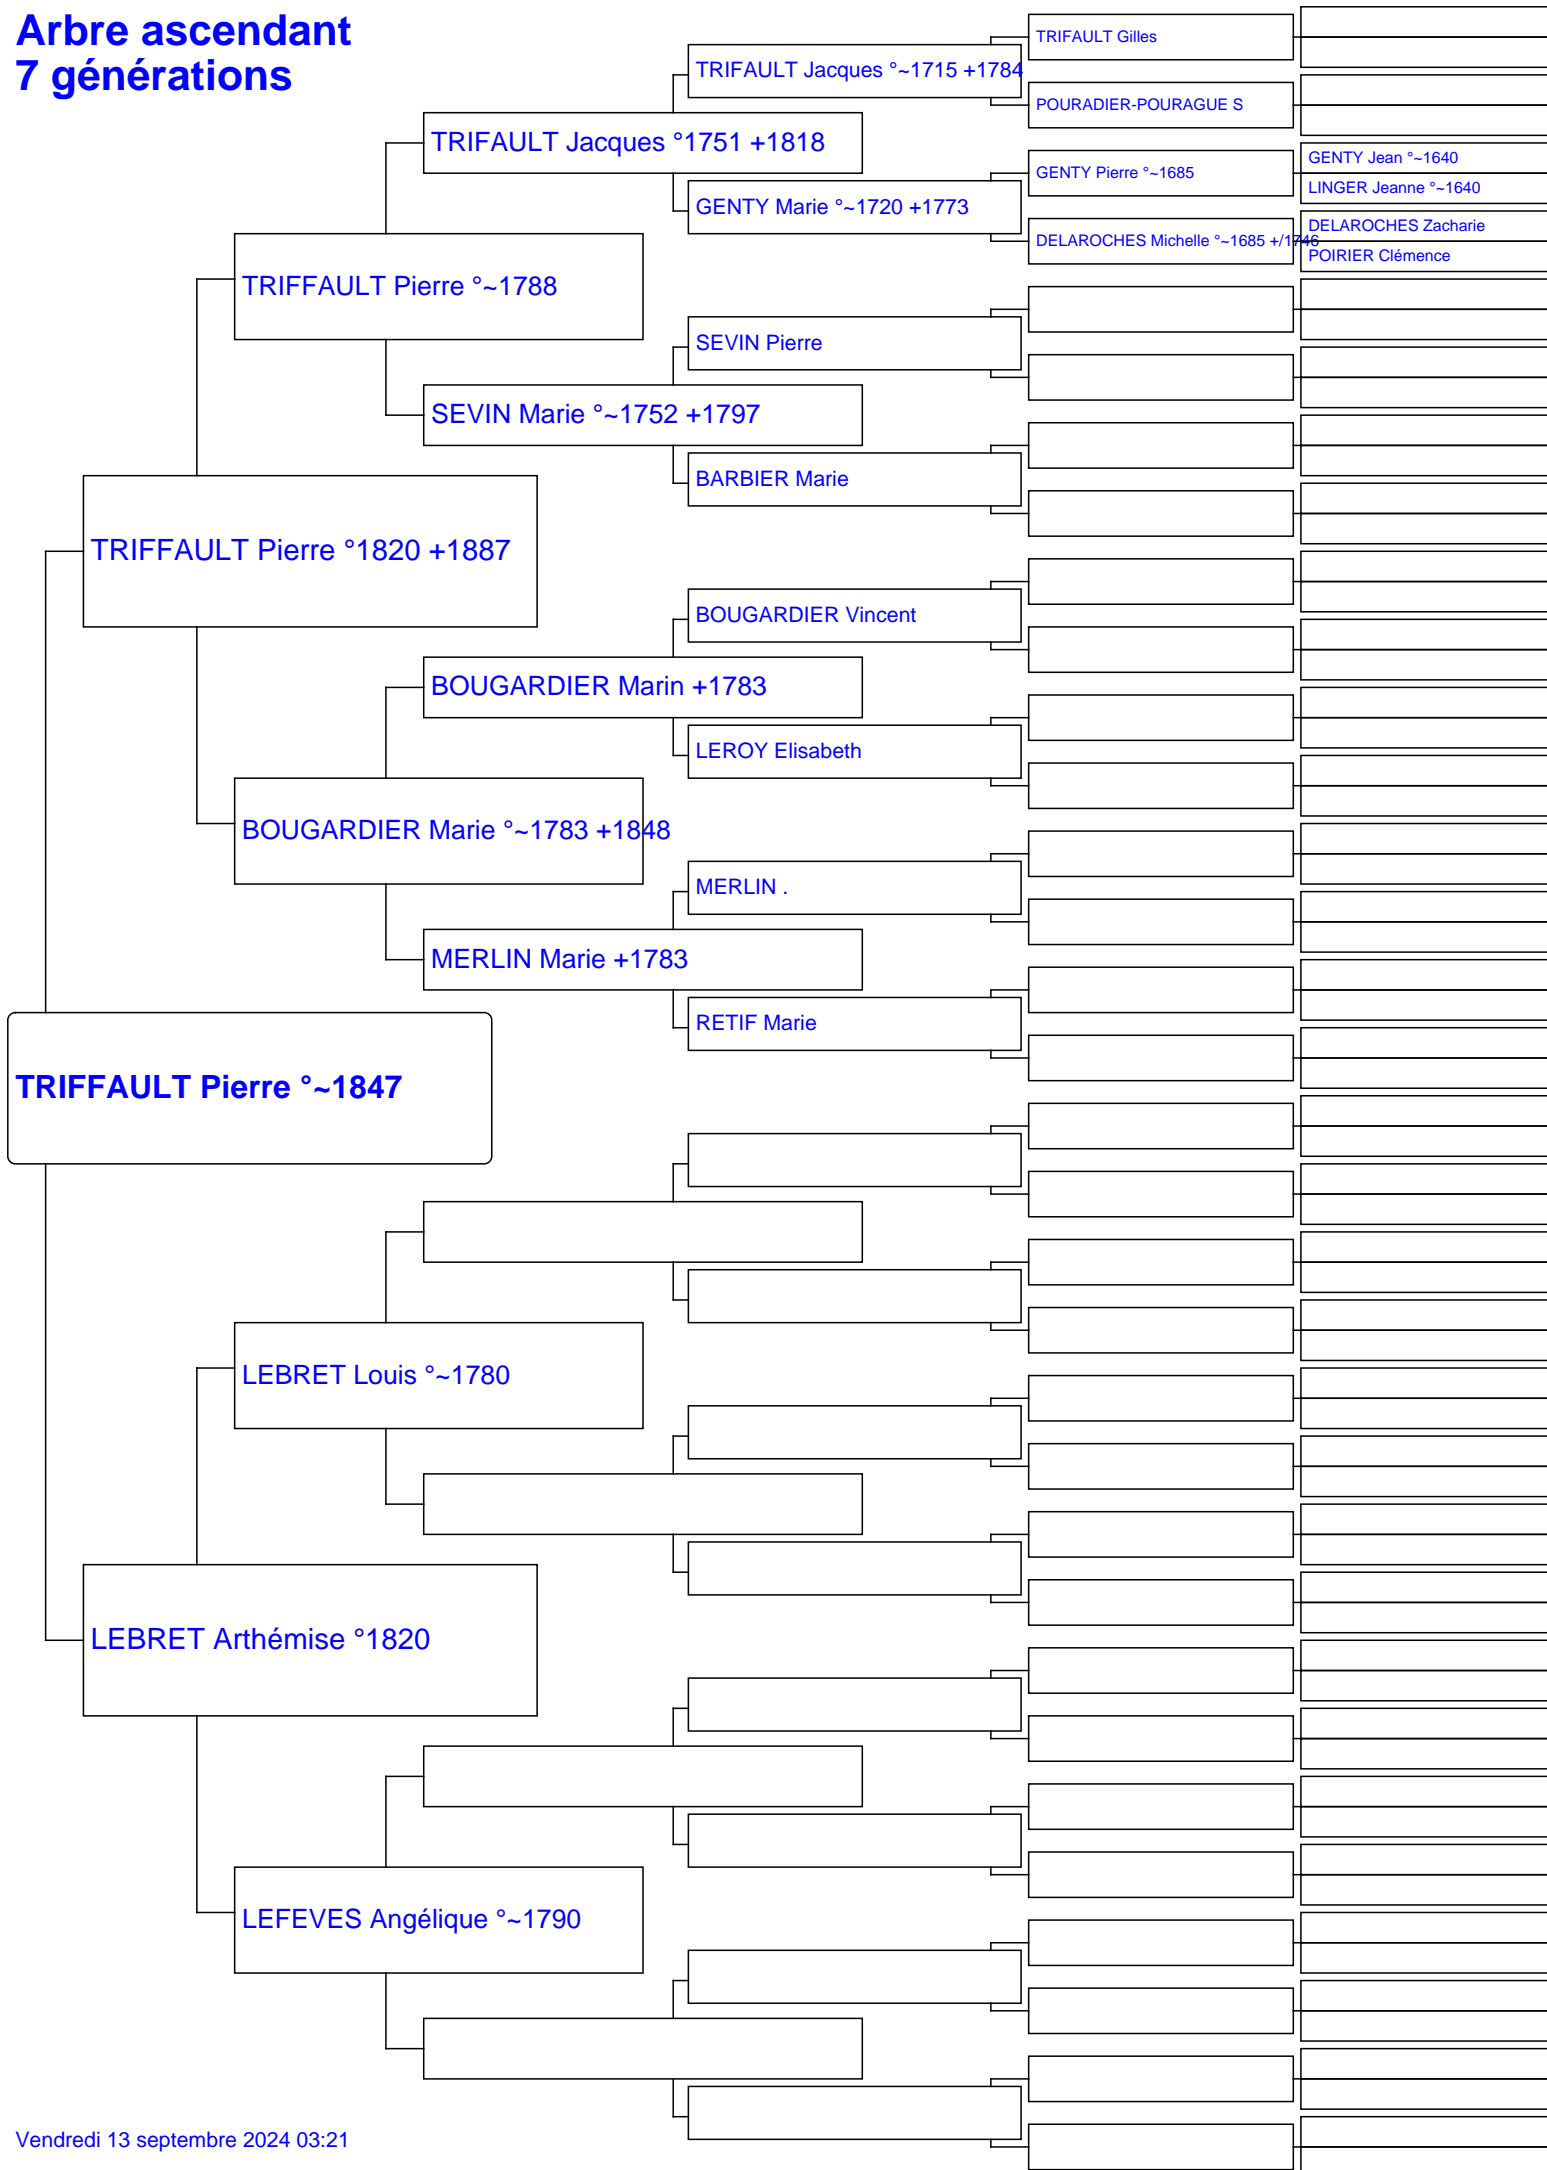 Arbre ascendant
7 générations
TRIFAULT Gilles
TRIFAULT Jacques °~1715 +1784
POURADIER-POURAGUE S
TRIFAULT Jacques °1751 +1818
GENTY Jean °~1640
GENTY Pierre °~1685
LINGER Jeanne °~1640
GENTY Marie °~1720 +1773
DELAROCHES Zacharie
DELAROCHES Michelle °~1685 +/1746
POIRIER Clémence
TRIFFAULT Pierre °~1788
SEVIN Pierre
SEVIN Marie °~1752 +1797
BARBIER Marie
TRIFFAULT Pierre °1820 +1887
BOUGARDIER Vincent
BOUGARDIER Marin +1783
LEROY Elisabeth
BOUGARDIER Marie °~1783 +1848
MERLIN .
MERLIN Marie +1783
RETIF Marie
TRIFFAULT Pierre °~1847
LEBRET Louis °~1780
LEBRET Arthémise °1820
LEFEVES Angélique °~1790
Vendredi 13 septembre 2024 03:21